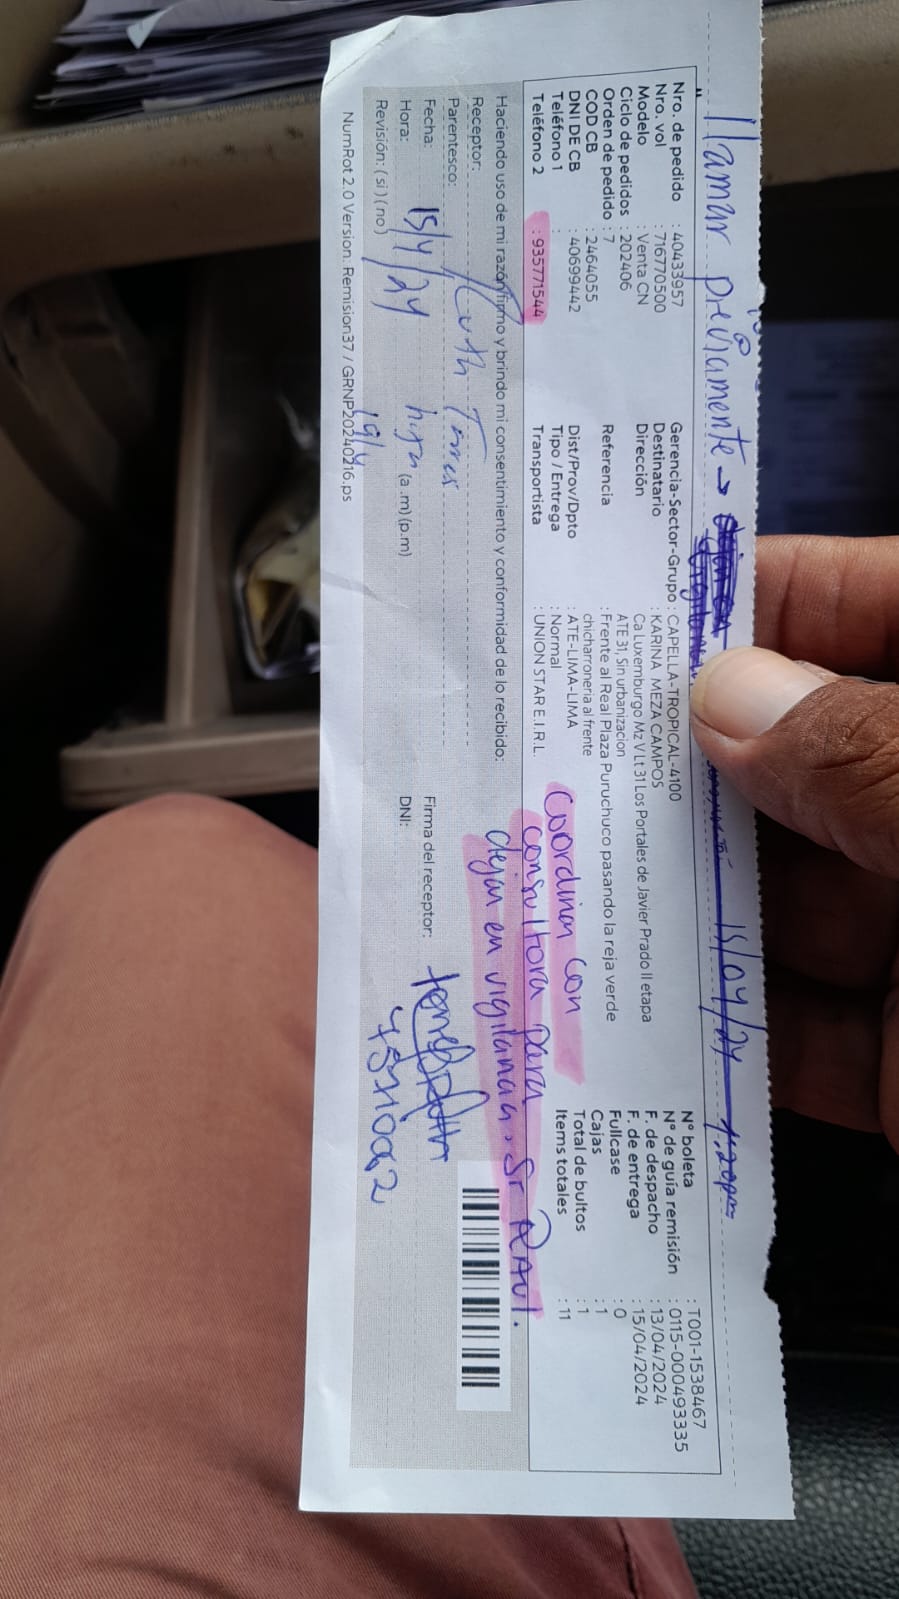 llamar previamente →
15/04/24 1:20pm
Nro. de pedido : 40433957
Nro. vol : 716770500
Modelo : Venta CN
Ciclo de pedidos : 202406
Orden de pedido : 7
COD CB : 2464055
DNI DE CB : 40699442
Teléfono 1 :
Teléfono 2 : 935771544
Gerencia-Sector-Grupo : CAPELLA-TROPICAL-4100
Destinatario : KARINA MEZA CAMPOS
Dirección Ca Luxemburgo Mz V Lt 31 Los Portales de Javier Prado II etapa
ATE 31, Sin urbanizacion
Referencia : Frente al Real Plaza Puruchuco pasando la reja verde
chicharroneria al frente
Dist/Prov/Dpto : ATE-LIMA-LIMA
Tipo / Entrega : Normal
Transportista : UNION STAR E.I.R.L.
N° boleta : T001-1538467
N° de guía remisión : 0115-000493335
F. de despacho : 13/04/2024
F. de entrega : 15/04/2024
Fullcase : 0
Cajas : 1
Total de bultos : 1
Items totales : 11
Coordinar con
consultora para
dejar en vigilancia. Sr RAUl.
Haciendo uso de mi razón firmo y brindo mi consentimiento y conformidad de lo recibido:
Receptor: Ruth Torres
Parentesco:
Fecha: 15/4/24
Hora: (a.m) (p.m)
Revisión: (si) (no)
Firma del receptor:
DNI:
NumRot 2.0 Version. Remision37 / GRNP20240216.ps